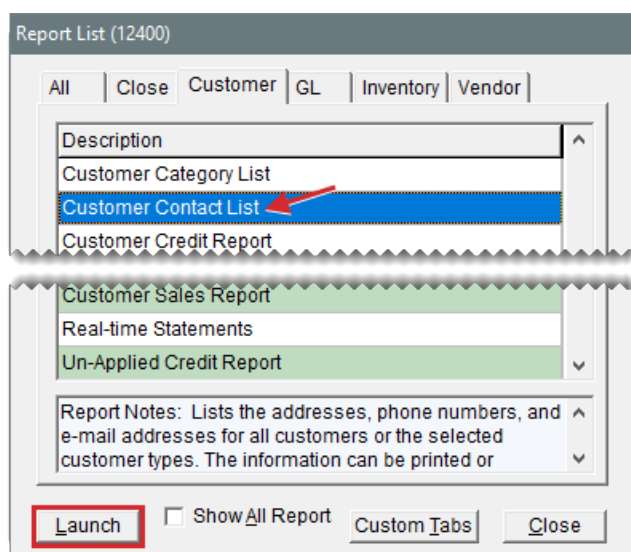 Report List (12400)
All Close Customer GL Inventory Vendor
Description
Customer Category List
Customer Contact List
Customer Credit Report
Customer Sales Report
Real-time Statements
Un-Applied Credit Report
Report Notes: Lists the addresses, phone numbers, and
e-mail addresses for all customers or the selected
customer types. The information can be printed or
Launch Show All Report Custom Tabs Close